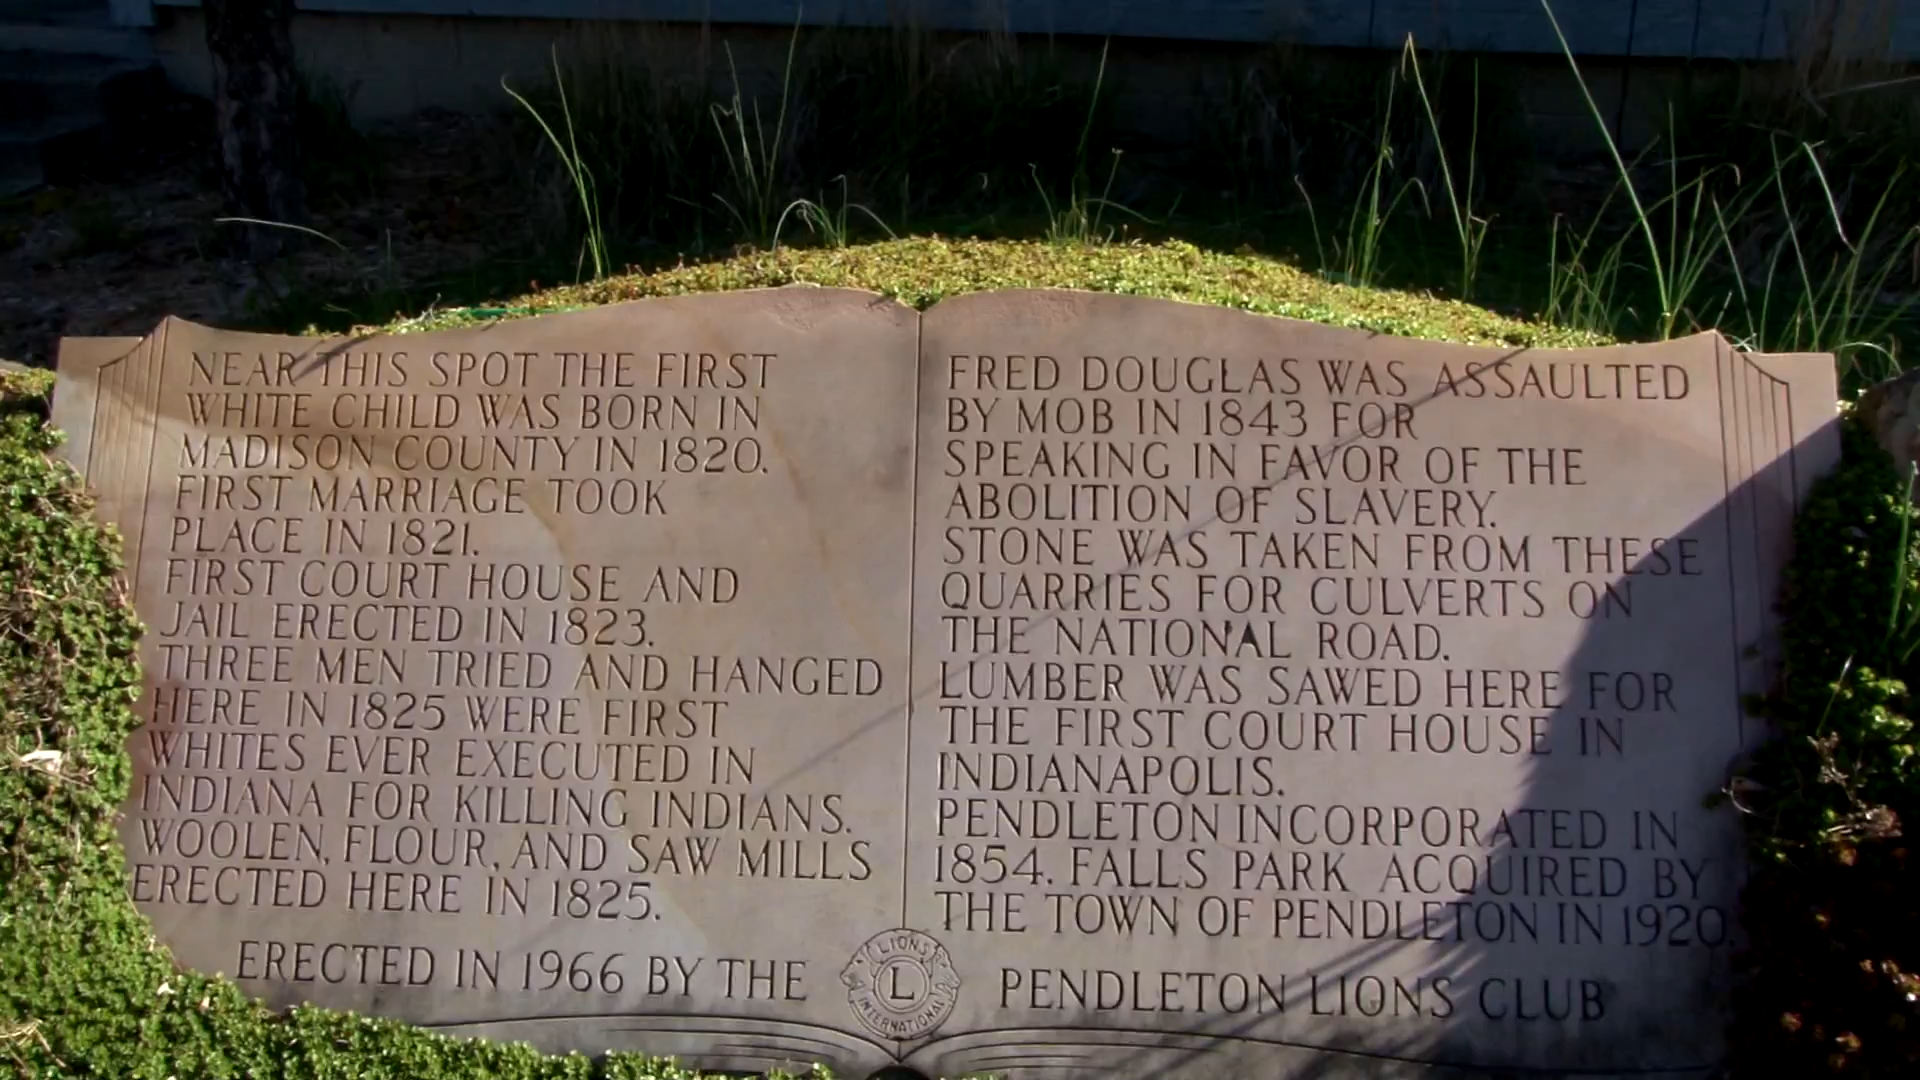 NEAR THIS SPOT THE FIRST
WHITE CHILD WAS BORN IN
MADISON COUNTY IN 1820.
FIRST MARRIAGE TOOK
PLACE IN 1821.
FIRST COURT HOUSE AND
JAIL ERECTED IN 1823.
THREE MEN TRIED AND HANGED
HERE IN 1825 WERE FIRST
WHITES EVER EXECUTED IN
INDIANA FOR KILLING INDIANS.
WOOLEN, FLOUR, AND SAW MILLS
ERECTED HERE IN 1825.
FRED DOUGLAS WAS ASSAULTED
BY MOB IN 1843 FOR
SPEAKING IN FAVOR OF THE
ABOLITION OF SLAVERY.
STONE WAS TAKEN FROM THESE
QUARRIES FOR CULVERTS ON
THE NATIONAL ROAD.
LUMBER WAS SAWED HERE FOR
THE FIRST COURT HOUSE IN
INDIANAPOLIS.
PENDLETON INCORPORATED IN
1854. FALLS PARK ACQUIRED BY
THE TOWN OF PENDLETON IN 1920.
ERECTED IN 1966 BY THE PENDLETON LIONS CLUB
LIONS
L
INTERNATIONAL